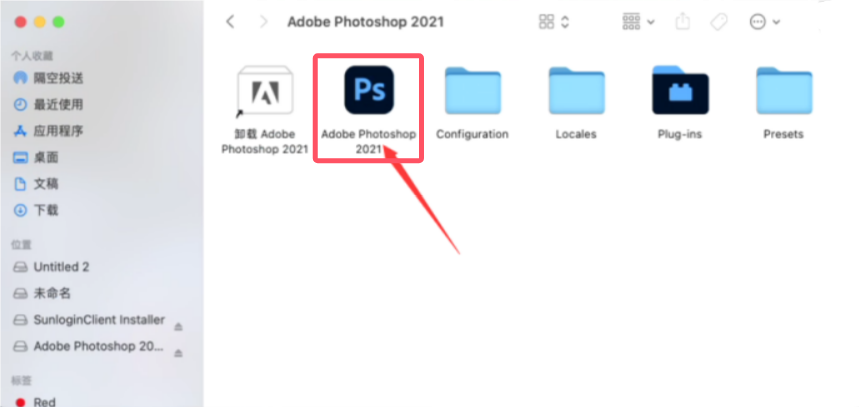 Adobe Photoshop 2021
个人收藏
隔空投送
最近使用
应用程序
桌面
文稿
下载
位置
Untitled 2
未命名
SunloginClient Installer
Adobe Photoshop 20...
标签
Red
卸载 Adobe
Photoshop 2021
Ps
Adobe Photoshop
2021
Configuration
Locales
Plug-ins
Presets